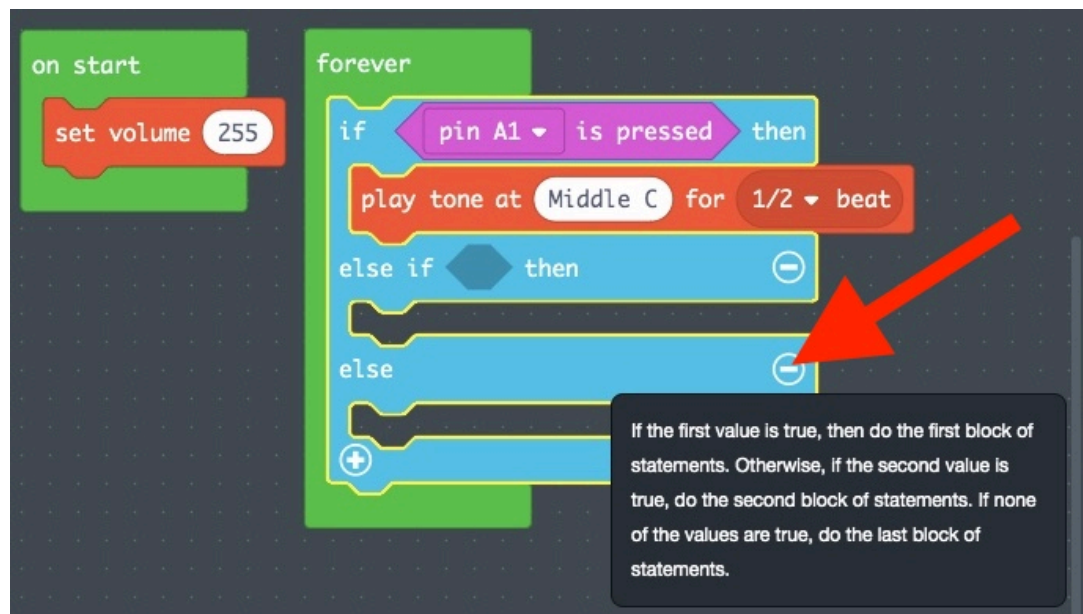 on start
set volume 255
forever
if pin A1 is pressed then
play tone at Middle C for 1/2 beat
else if then
else
If the first value is true, then do the first block of
statements. Otherwise, if the second value is
true, do the second block of statements. If none
of the values are true, do the last block of
statements.